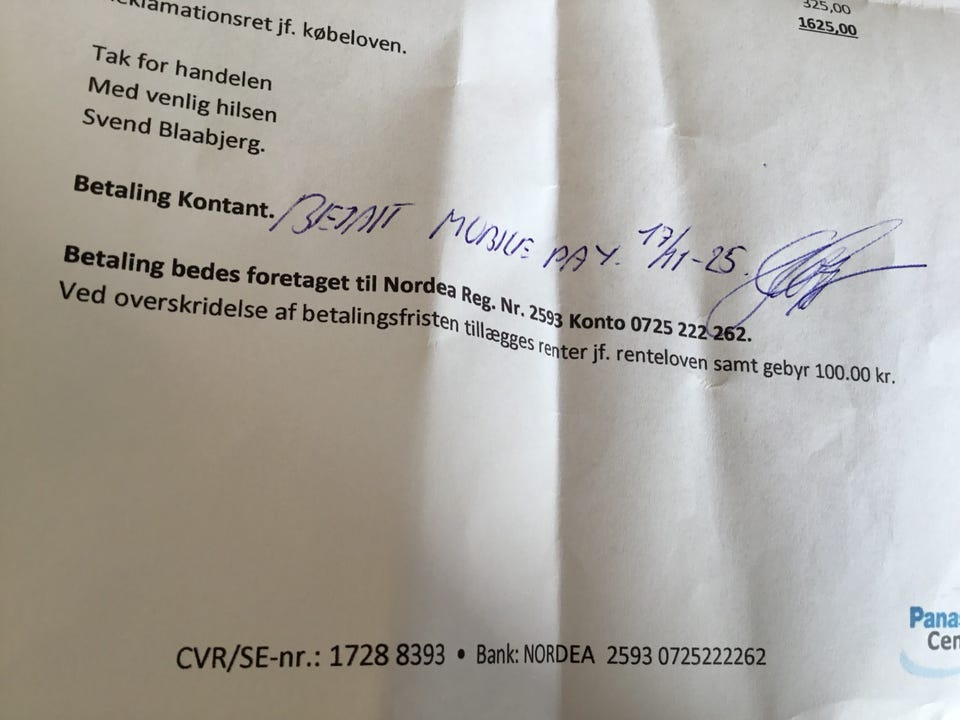 reklamationsret jf. købeloven.
325,00
1625,00
Tak for handelen
Med venlig hilsen
Svend Blaabjerg.
Betaling Kontant. BETALT MOBILE PAY. 17/11-25.
Betaling bedes foretaget til Nordea Reg. Nr. 2593 Konto 0725 222 262.
Ved overskridelse af betalingsfristen tillægges renter jf. renteloven samt gebyr 100.00 kr.
Pana
Cen
CVR/SE-nr.: 1728 8393 • Bank: NORDEA 2593 0725222262